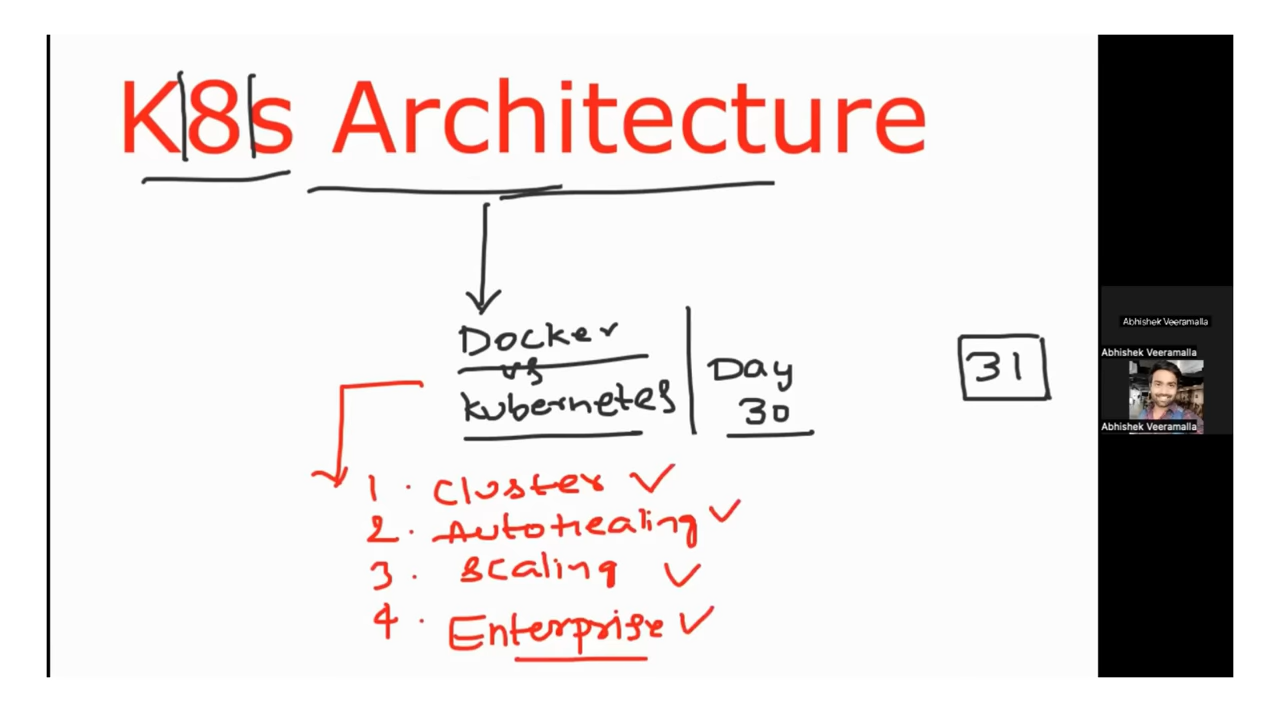 K8s Architecture
Docker
vs
Kubernetes
Day
30
31
1. Cluster
2. Autohealing
3. Scaling
4. Enterprise
Abhishek Veeramalla
Abhishek Veeramalla
Abhishek Veeramalla